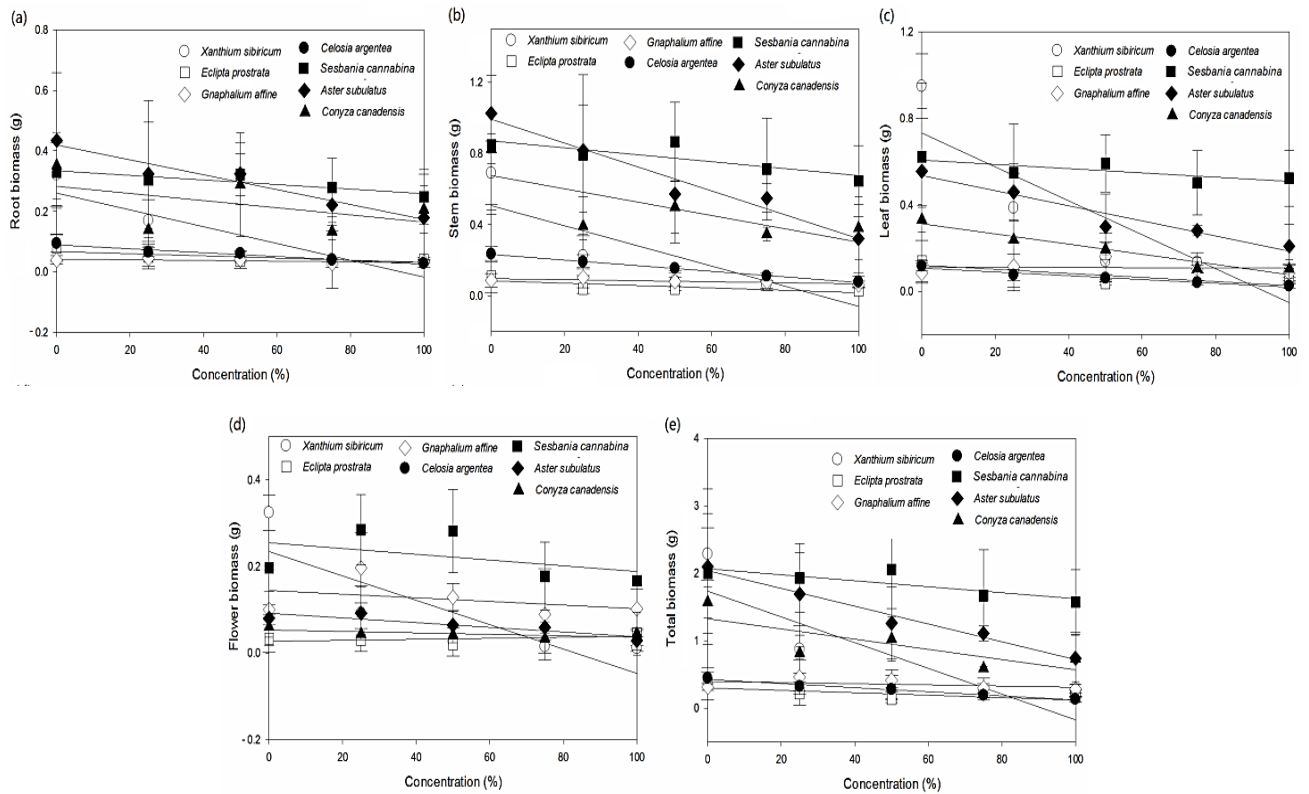 (a)
Root biomass (g)
0.8
0.6
0.4
0.2
0.0
-0.2
0 20 40 60 80 100
Concentration (%)
Xanthium sibiricum
Eclipta prostrata
Gnaphalium affine
Celosia argentea
Sesbania cannabina
Aster subulatus
Conyza canadensis
(b)
Stem biomass (g)
1.2
0.8
0.4
0.0
0 20 40 60 80 100
Concentration (%)
Xanthium sibiricum
Eclipta prostrata
Gnaphalium affine
Celosia argentea
Sesbania cannabina
Aster subulatus
Conyza canadensis
(c)
Leaf biomass (g)
1.2
0.8
0.4
0.0
0 20 40 60 80 100
Concentration (%)
Xanthium sibiricum
Eclipta prostrata
Gnaphalium affine
Celosia argentea
Sesbania cannabina
Aster subulatus
Conyza canadensis
(d)
Flower biomass (g)
0.4
0.2
0.0
-0.2
0 20 40 60 80 100
Concentration (%)
Xanthium sibiricum
Eclipta prostrata
Gnaphalium affine
Celosia argentea
Sesbania cannabina
Aster subulatus
Conyza canadensis
(e)
Total biomass (g)
4
3
2
1
0
0 20 40 60 80 100
Concentration (%)
Xanthium sibiricum
Eclipta prostrata
Gnaphalium affine
Celosia argentea
Sesbania cannabina
Aster subulatus
Conyza canadensis